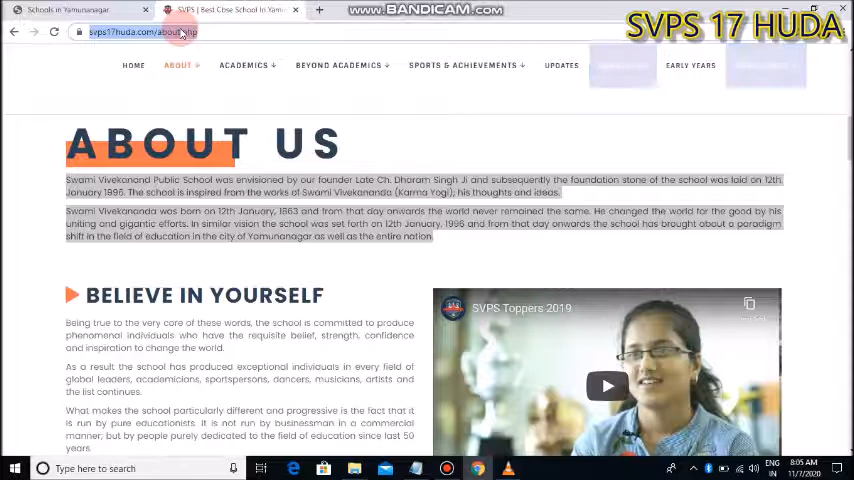 Schools in Yamunanagar
SVPS | Best Cbse School In Yamu
www.BANDICAM.com
SVPS 17 HUDA
svps17huda.com/about.php
HOME
ABOUT
ACADEMICS
BEYOND ACADEMICS
SPORTS & ACHIEVEMENTS
UPDATES
EARLY YEARS
ABOUT US
Swami Vivekanand Public School was envisioned by our founder Late Ch. Dharam Singh Ji and subsequently the foundation stone of the school was laid on 12th
January 1996. The school is inspired from the works of Swami Vivekananda (Karma Yogi); his thoughts and ideas.
Swami Vivekananda was born on 12th January, 1863 and from that day onwards the world never remained the same. He changed the world for the good by his
uniting and gigantic efforts. In similar vision the school was set forth on 12th January, 1996 and from that day onwards the school has brought about a paradigm
shift in the field of education in the city of Yamunanagar as well as the entire nation.
BELIEVE IN YOURSELF
Being true to the very core of these words, the school is committed to produce
phenomenal individuals who have the requisite belief, strength, confidence
and inspiration to change the world.
As a result the school has produced exceptional individuals in every field of
global leaders, academicians, sportspersons, dancers, musicians, artists and
the list continues.
What makes the school particularly different and progressive is the fact that it
is run by pure educationists. It is not run by businessman in a commercial
manner; but by people purely dedicated to the field of education since last 50
years.
SVPS Toppers 2019
Type here to search
ENG
IN
8:05 AM
11/7/2020